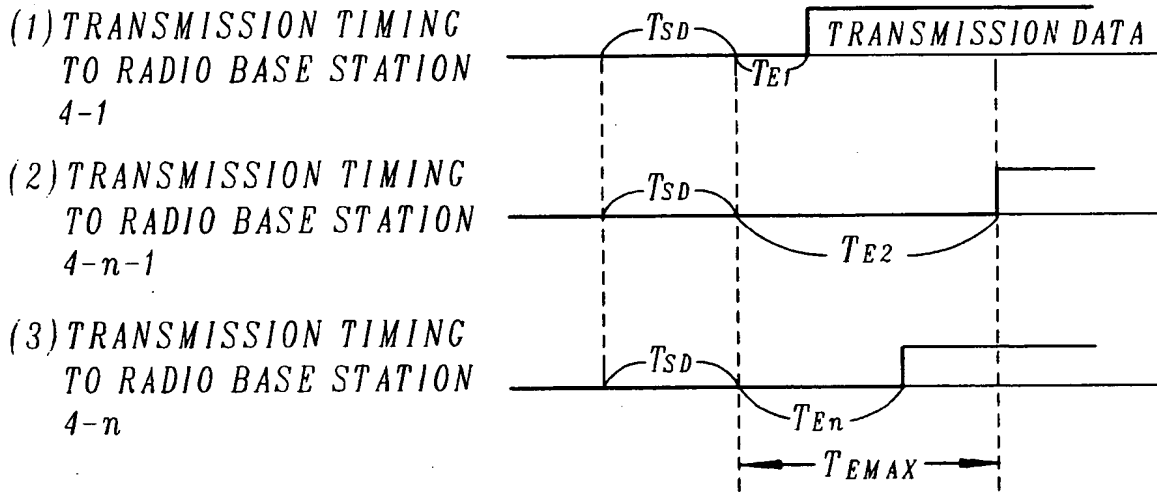 (1) TRANSMISSION TIMING
TO RADIO BASE STATION
4-1
TSD
TE1
TRANSMISSION DATA
(2) TRANSMISSION TIMING
TO RADIO BASE STATION
4-n-1
TSD
TE2
(3) TRANSMISSION TIMING
TO RADIO BASE STATION
4-n
TSD
TEn
TEMAX